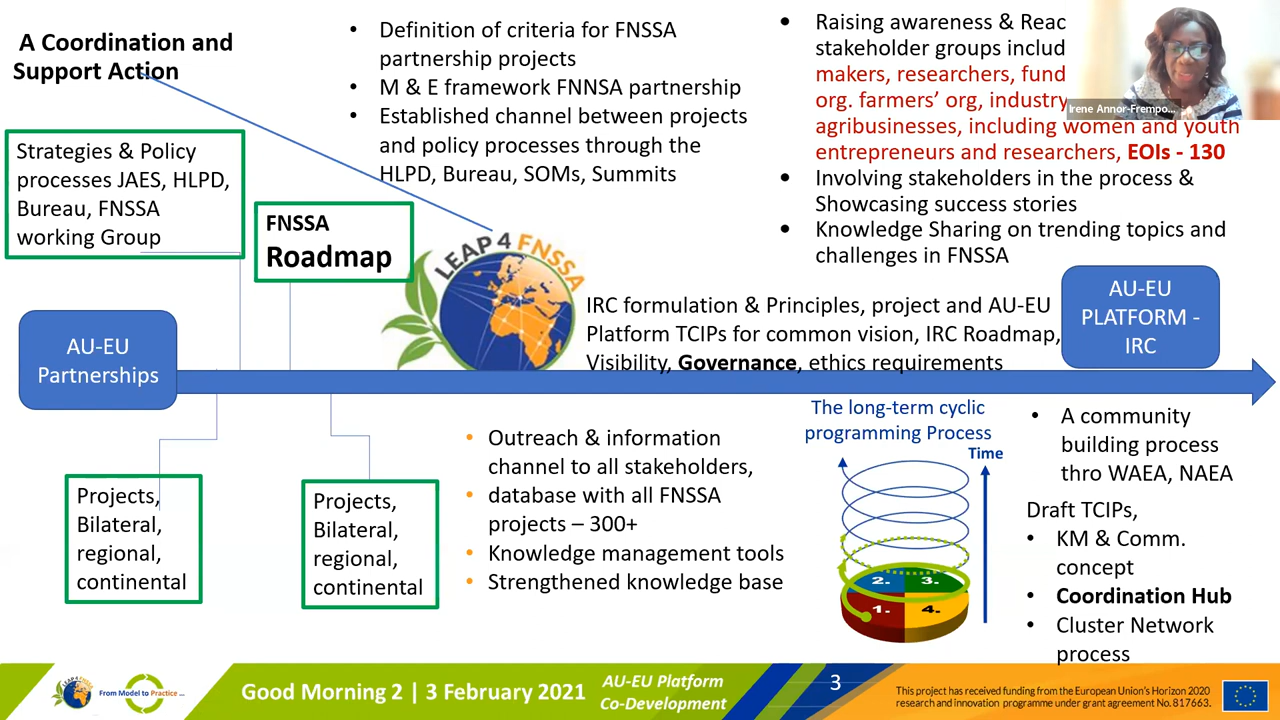 A Coordination and
Support Action
• Definition of criteria for FNSSA
partnership projects
• M & E framework FNNSA partnership
• Established channel between projects
and policy processes through the
HLPD, Bureau, SOMs, Summits
• Raising awareness & Reac
stakeholder groups includ
makers, researchers, fund
org. farmers' org, industry
agribusinesses, including women and youth
entrepreneurs and researchers, EOIs - 130
• Involving stakeholders in the process &
Showcasing success stories
• Knowledge Sharing on trending topics and
challenges in FNSSA
Irene Annor-Frempo...
Strategies & Policy
processes JAES, HLPD,
Bureau, FNSSA
working Group
FNSSA
Roadmap
LEAP 4 FNSSA
IRC formulation & Principles, project and AU-EU
Platform TCIPs for common vision, IRC Roadmap,
Visibility, Governance, ethics requirements
AU-EU
PLATFORM -
IRC
AU-EU
Partnerships
Projects,
Bilateral,
regional,
continental
Projects,
Bilateral,
regional,
continental
• Outreach & information
channel to all stakeholders,
• database with all FNSSA
projects – 300+
• Knowledge management tools
• Strengthened knowledge base
The long-term cyclic
programming Process
Time
2. 3.
1. 4.
• A community
building process
thro WAEA, NAEA
Draft TCIPs,
• KM & Comm.
concept
• Coordination Hub
• Cluster Network
process
LEAP4 FNSSA
From Model to Practice ...
Good Morning 2 | 3 February 2021
AU-EU Platform
Co-Development
3
This project has received funding from the European Union's Horizon 2020
research and innovation programme under grant agreement No. 817663.